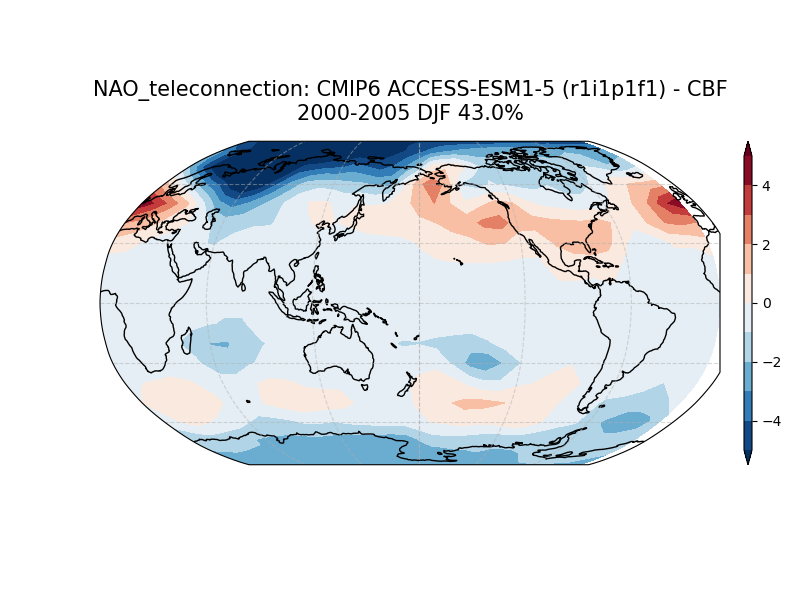 NAO_teleconnection: CMIP6 ACCESS-ESM1-5 (r1i1p1f1) - CBF
2000-2005 DJF 43.0%
4
2
0
−2
−4